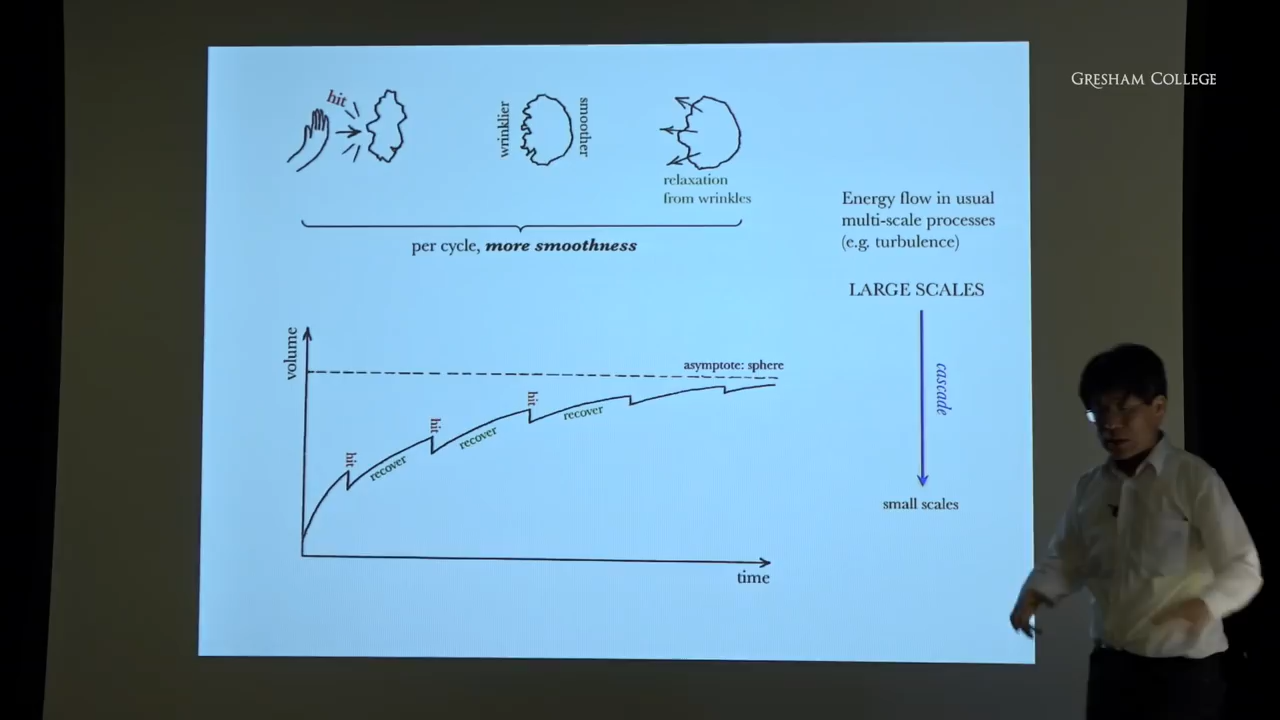 GRESHAM COLLEGE
hit
wrinklier
smoother
relaxation
from wrinkles
per cycle, more smoothness
Energy flow in usual
multi-scale processes
(e.g. turbulence)
LARGE SCALES
cascade
small scales
volume
asymptote: sphere
hit
recover
hit
recover
hit
recover
time